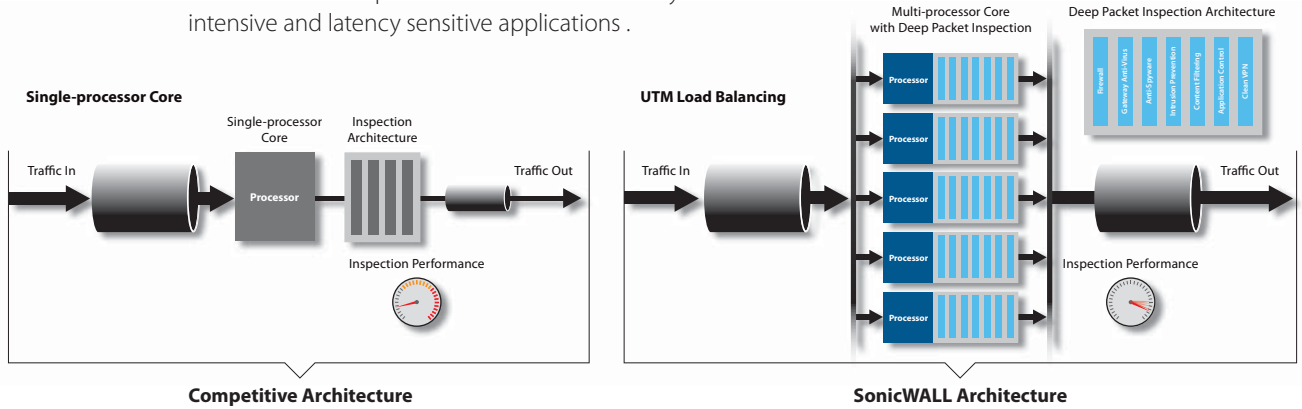 intensive and latency sensitive applications .
Single-processor Core
Single-processor
Core
Inspection
Architecture
Traffic In
Processor
Traffic Out
Inspection Performance
Competitive Architecture
UTM Load Balancing
Multi-processor Core
with Deep Packet Inspection
Deep Packet Inspection Architecture
Firewall
Gateway Anti-Virus
Anti-Spyware
Intrusion Prevention
Content Filtering
Application Control
Clean VPN
Traffic In
Processor
Processor
Processor
Processor
Processor
Traffic Out
Inspection Performance
SonicWALL Architecture